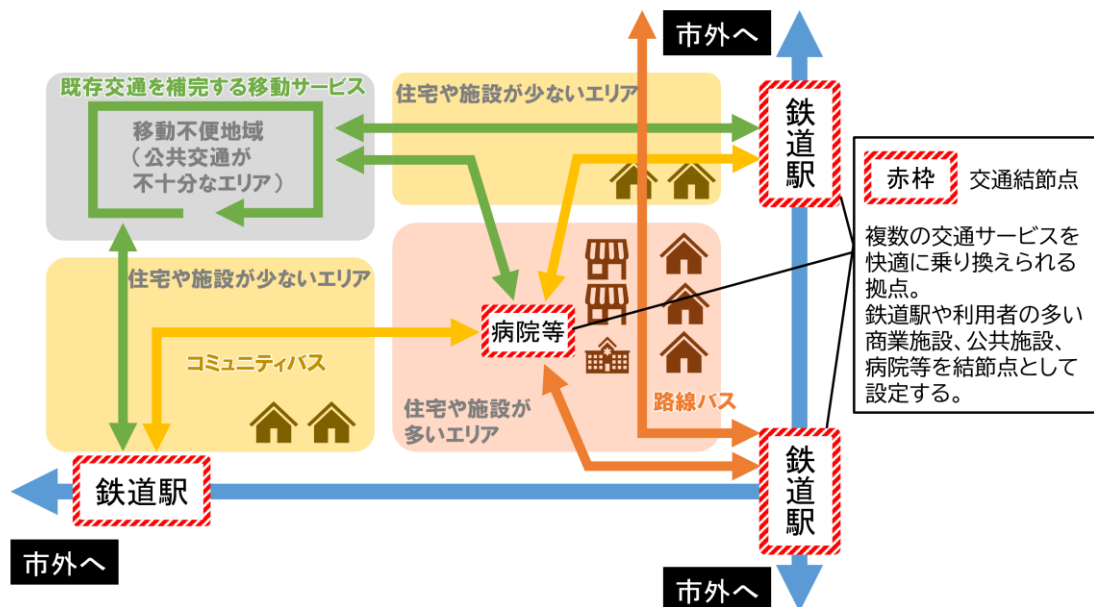 市外へ
既存交通を補完する移動サービス
移動不便地域
（公共交通が
不十分なエリア）
住宅や施設が少ないエリア
鉄道駅
赤枠
交通結節点
複数の交通サービスを
快適に乗り換えられる
拠点。
鉄道駅や利用者の多い
商業施設、公共施設、
病院等を結節点として
設定する。
住宅や施設が少ないエリア
病院等
コミュニティバス
住宅や施設が
多いエリア
路線バス
鉄道駅
鉄道駅
市外へ
市外へ